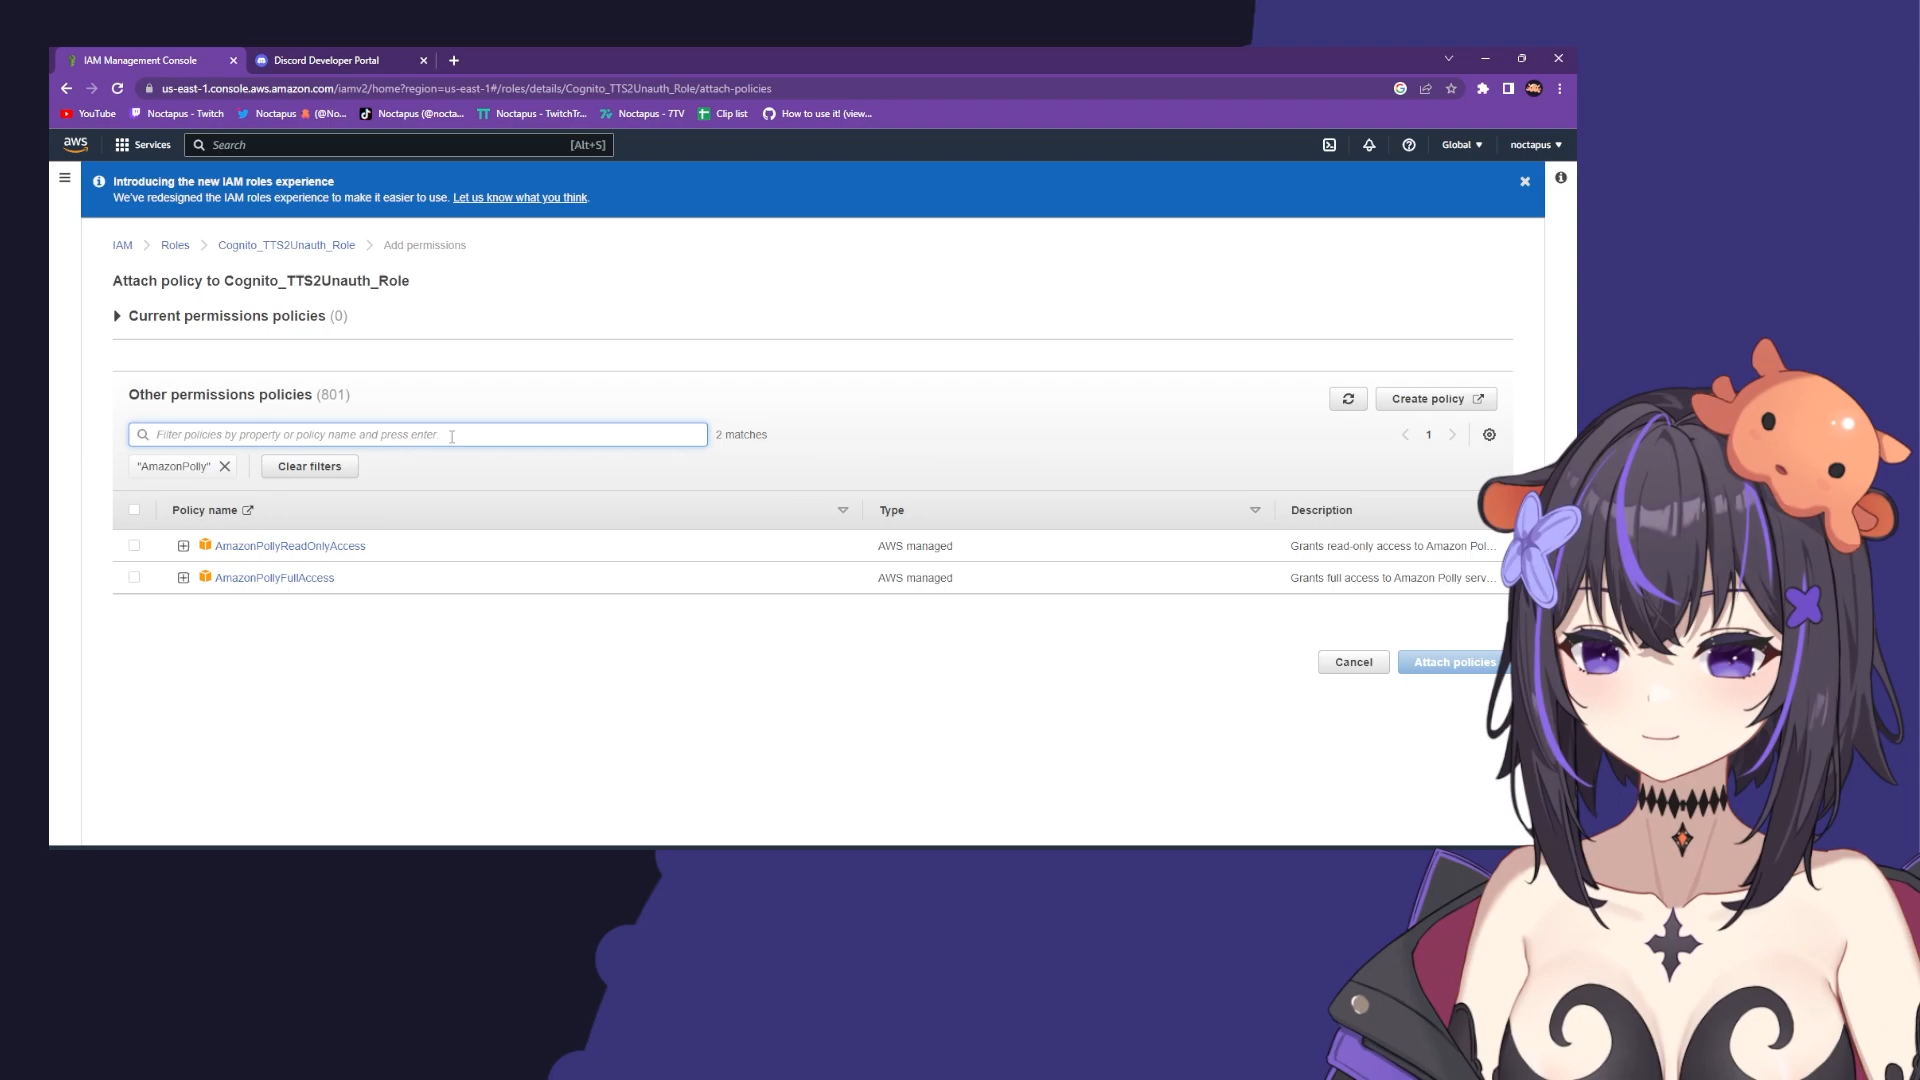 IAM Management Console
Discord Developer Portal
us-east-1.console.aws.amazon.com/iamv2/home?region=us-east-1#/roles/details/Cognito_TTS2Unauth_Role/attach-policies
YouTube
Noctapus - Twitch
Noctapus 🐙 (@No...
Noctapus (@nocta...
Noctapus - TwitchTr...
Noctapus - 7TV
Clip list
How to use it! (view...
aws
Services
Search
[Alt+S]
Global ▼
noctapus ▼
Introducing the new IAM roles experience
We've redesigned the IAM roles experience to make it easier to use. Let us know what you think.
IAM > Roles > Cognito_TTS2Unauth_Role > Add permissions
Attach policy to Cognito_TTS2Unauth_Role
Current permissions policies (0)
Other permissions policies (801)
Create policy
Filter policies by property or policy name and press enter.
2 matches
1
"AmazonPolly"
Clear filters
Policy name
Type
Description
AmazonPollyReadOnlyAccess
AWS managed
Grants read-only access to Amazon Pol...
AmazonPollyFullAccess
AWS managed
Grants full access to Amazon Polly serv...
Cancel
Attach policies